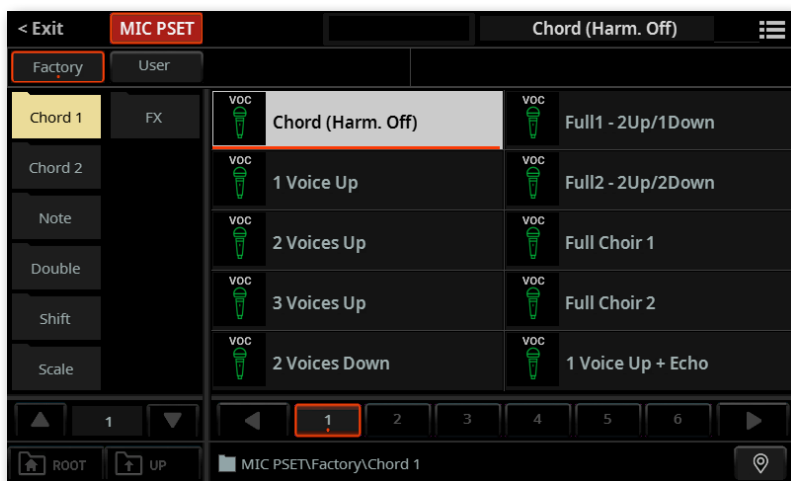 < Exit MIC PSET Chord (Harm. Off)
Factory User
Chord 1 FX
Chord 2
Note
Double
Shift
Scale
VOC Chord (Harm. Off) VOC Full1 - 2Up/1Down
VOC 1 Voice Up VOC Full2 - 2Up/2Down
VOC 2 Voices Up VOC Full Choir 1
VOC 3 Voices Up VOC Full Choir 2
VOC 2 Voices Down VOC 1 Voice Up + Echo
1 1 2 3 4 5 6
ROOT UP MIC PSET\Factory\Chord 1